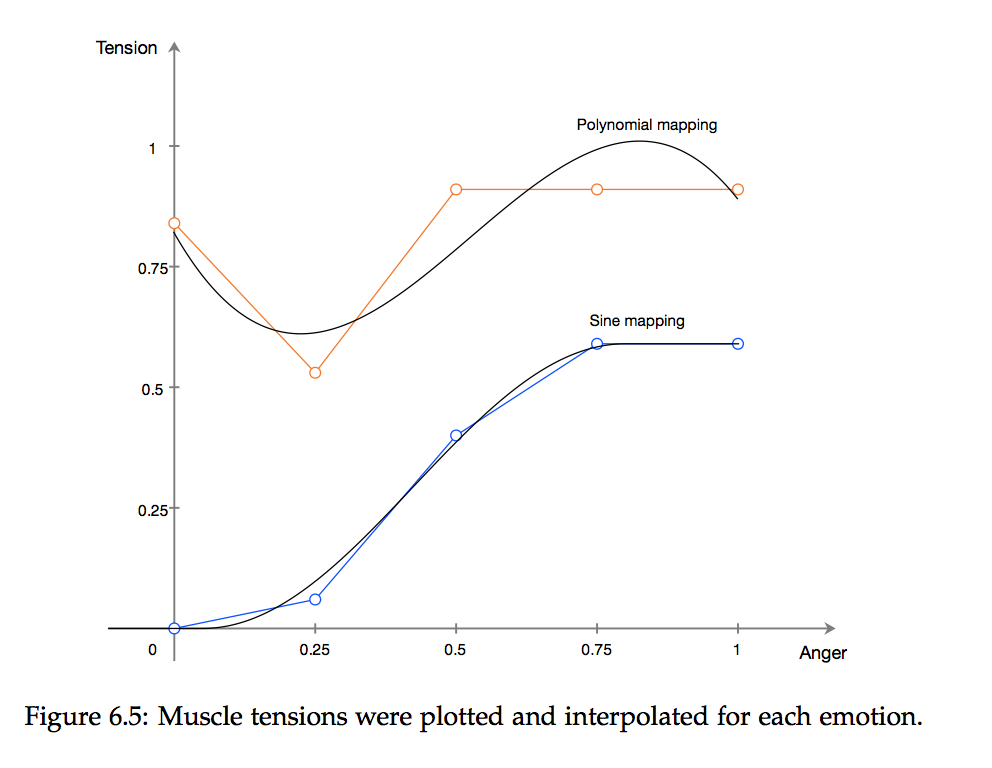 Tension
Polynomial mapping
1
0.75
Sine mapping
0.5
0.25
0 0.25 0.5 0.75 1
Anger
Figure 6.5: Muscle tensions were plotted and interpolated for each emotion.